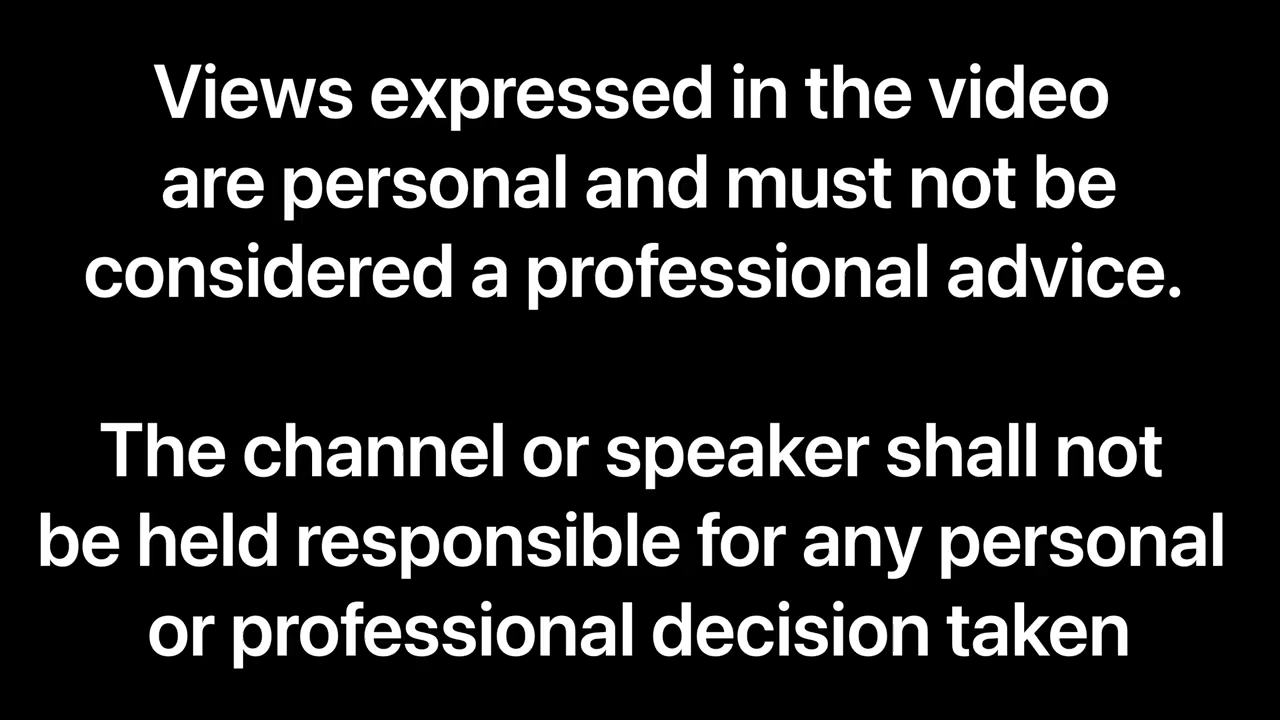 Views expressed in the video
are personal and must not be
considered a professional advice.
The channel or speaker shall not
be held responsible for any personal
or professional decision taken